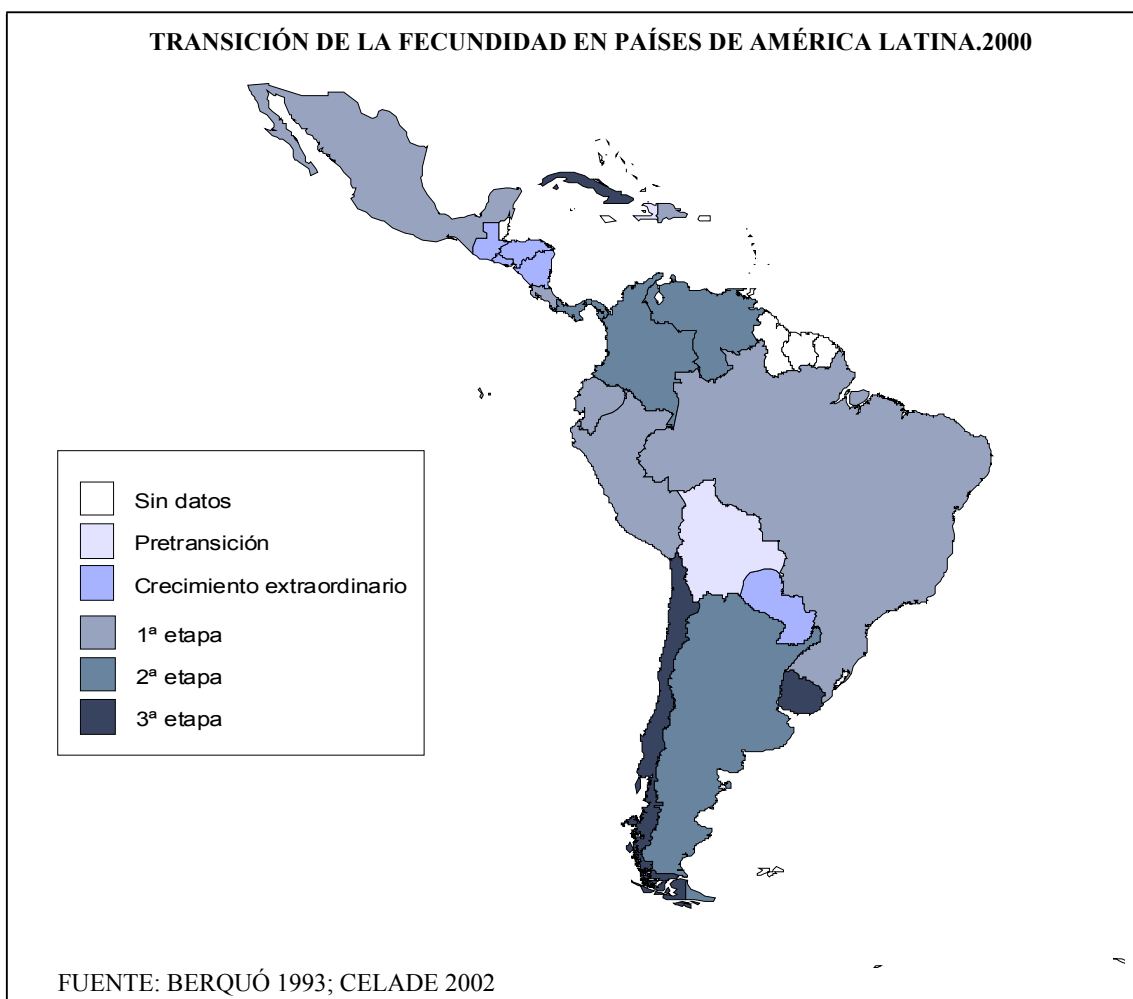 TRANSICIÓN DE LA FECUNDIDAD EN PAÍSES DE AMÉRICA LATINA.2000
Sin datos
Pretransición
Crecimiento extraordinario
1ª etapa
2ª etapa
3ª etapa
FUENTE: BERQUÓ 1993; CELADE 2002